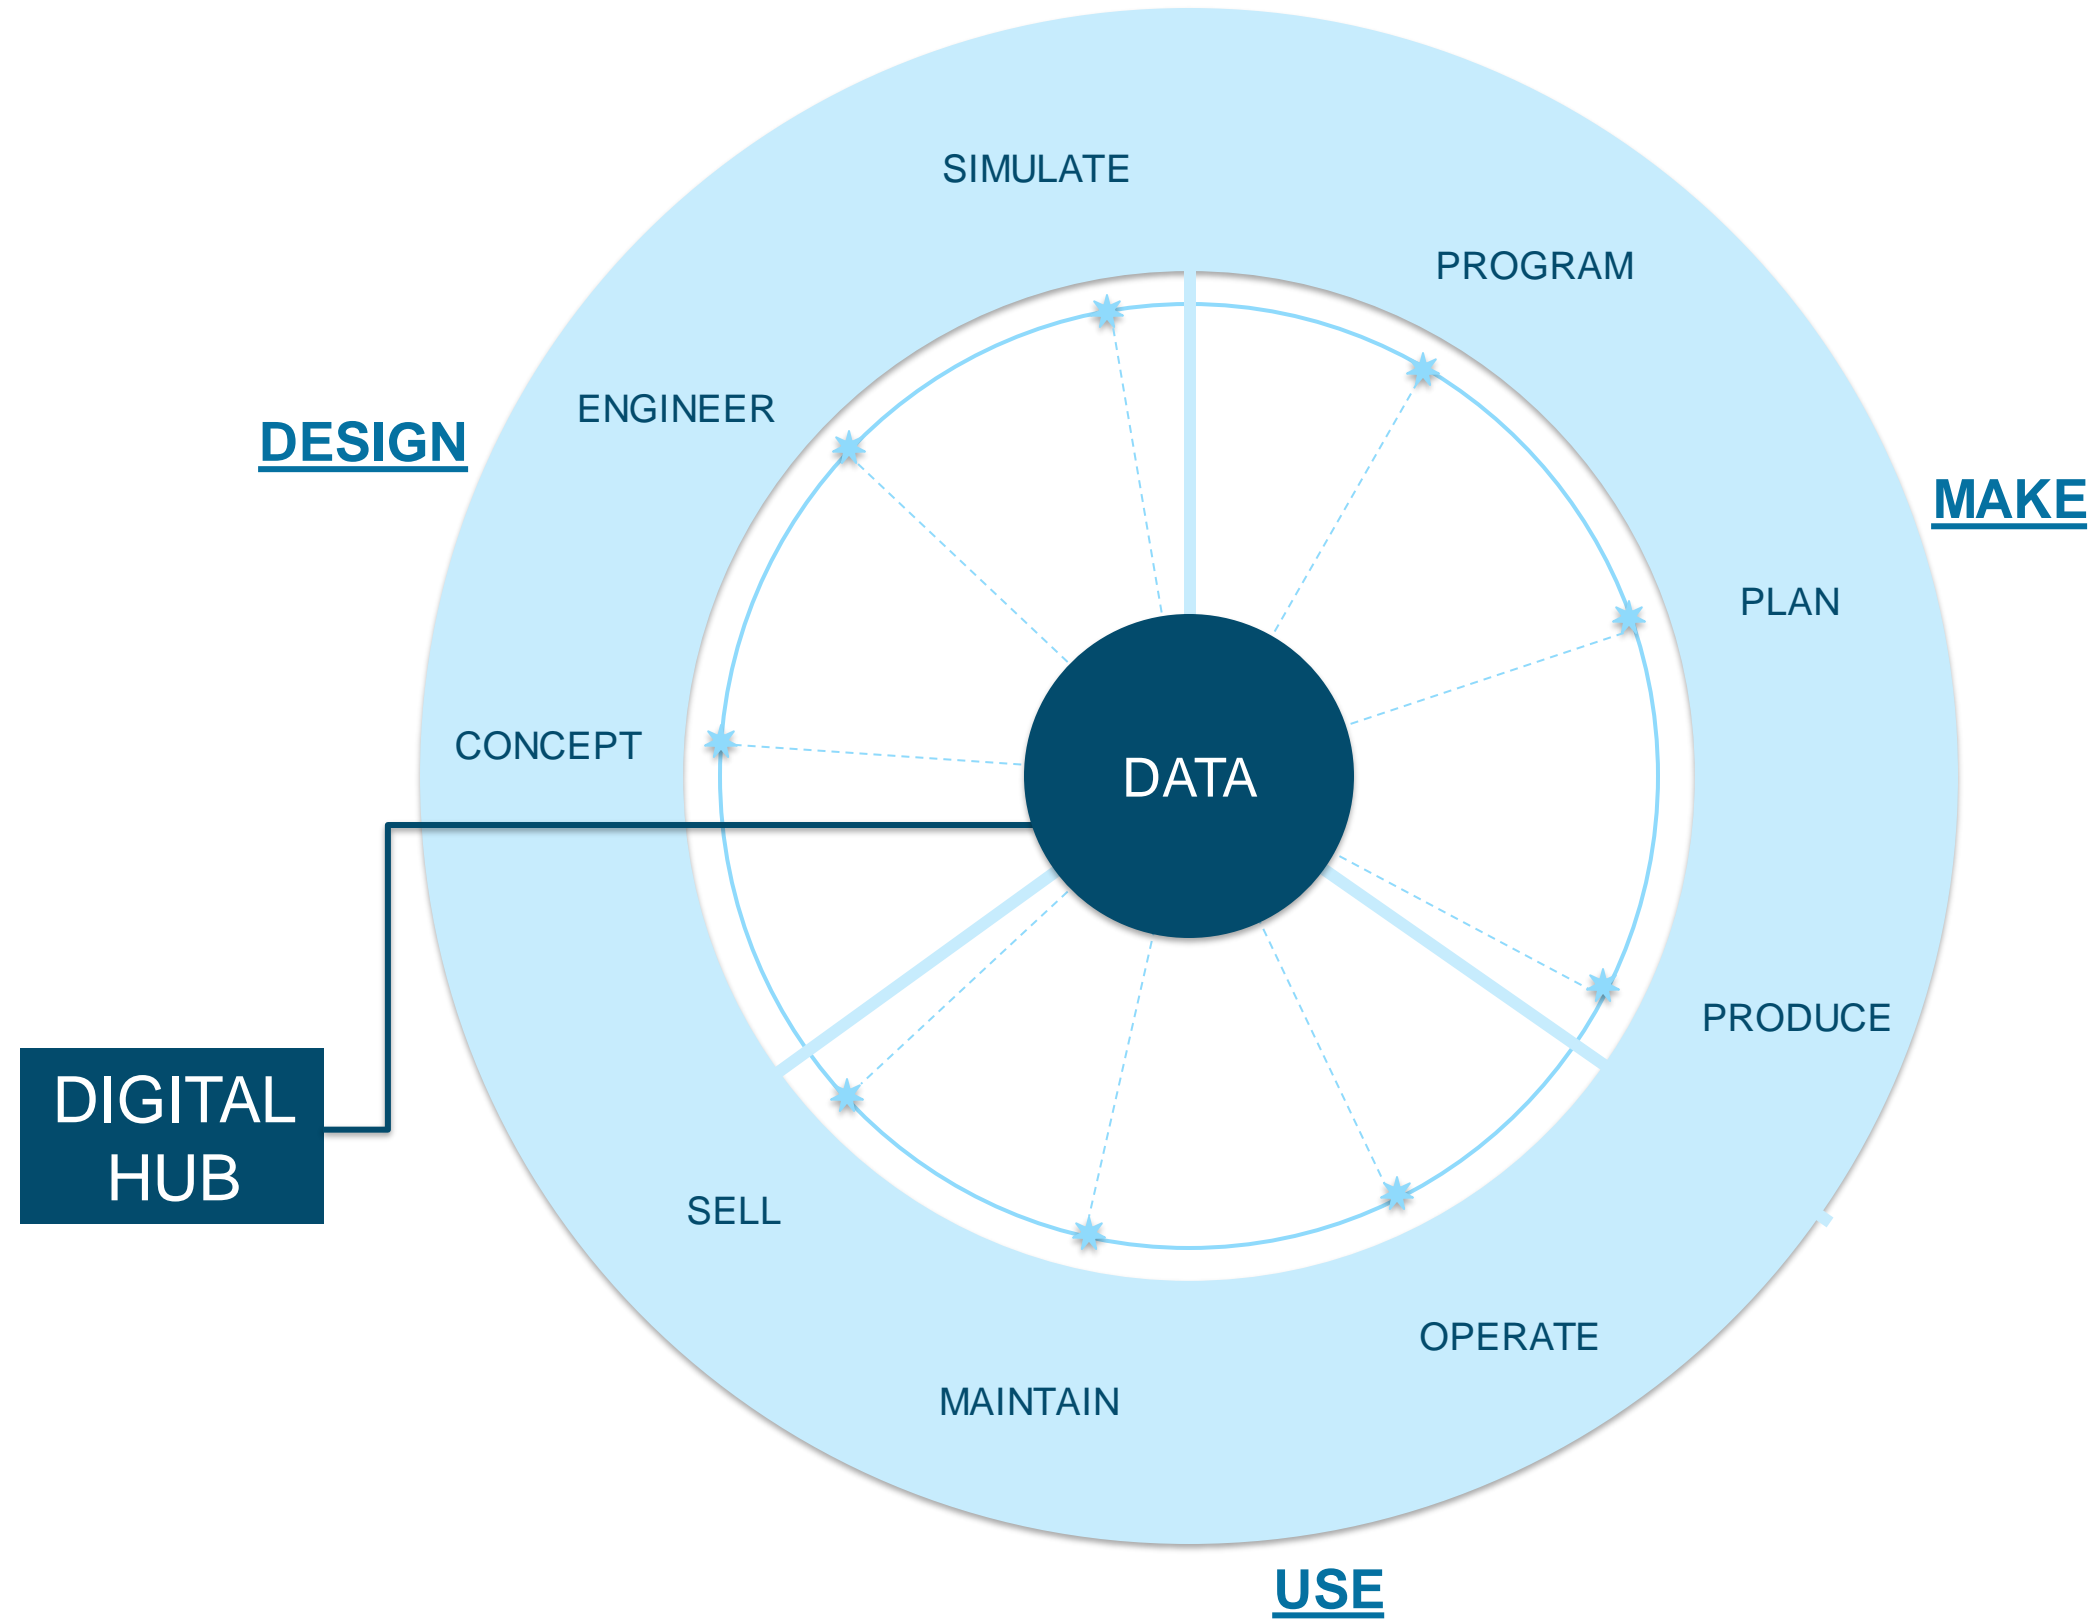 SIMULATE
PROGRAM
ENGINEER
DESIGN
MAKE
PLAN
CONCEPT
DATA
PRODUCE
DIGITAL
HUB
SELL
OPERATE
MAINTAIN
USE